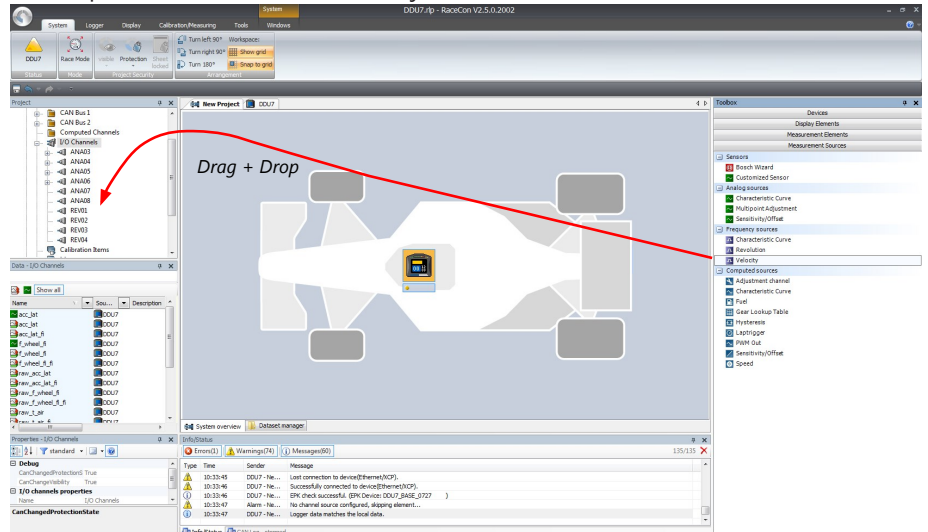 System
DDU7.rlp - RaceCon V2.5.0.2002
System Logger Display Calibration/Measuring Tools Windows
DDU7
Status
Race Mode
Mode
Visible Protection Sheet locked
Project Security
Turn left 90° Workspace:
Turn right 90° Show grid
Turn 180° Snap to grid
Arrangement
Project
CAN Bus 1
CAN Bus 2
Computed Channels
I/O Channels
ANA03
ANA04
ANA05
ANA06
ANA07
ANA08
REV01
REV02
REV03
REV04
Calibration Items
New Project DDU7
Drag + Drop
Toolbox
Devices
Display Elements
Measurement Elements
Measurement Sources
Sensors
Bosch Wizard
Customized Sensor
Analog sources
Characteristic Curve
Multipoint Adjustment
Sensitivity/Offset
Frequency sources
Characteristic Curve
Revolution
Velocity
Computed sources
Adjustment channel
Characteristic Curve
Fuel
Gear Lookup Table
Hysteresis
Laptrigger
PWM Out
Sensitivity/Offset
Speed
Data - I/O Channels
Show all
Name Sou... Description
acc_lat DDU7
acc_lat DDU7
acc_lat_fi DDU7
f_wheel_fl DDU7
f_wheel_fl DDU7
f_wheel_fl_fi DDU7
raw_acc_lat DDU7
raw_acc_lat_fi DDU7
raw_f_wheel_fl DDU7
raw_f_wheel_fl_fi DDU7
raw_t_air DDU7
raw_t_air_fi DDU7
System overview Dataset manager
Properties - I/O Channels
standard
Debug
CanChangedProtectionS True
CanChangeVisibility True
I/O channels properties
Name I/O Channels
CanChangedProtectionState
Info/Status
Errors(1) Warnings(74) Messages(60)
135/135
Type Time Sender Message
10:33:45 DDU7 - Ne... Lost connection to device(Ethernet/XCP).
10:33:46 DDU7 - Ne... Successfully connected to device(Ethernet/XCP).
10:33:46 DDU7 - Ne... EPK check successful. (EPK Device: DDU7_BASE_0727 )
10:33:47 Alarm - Ne... No channel source configured, skipping element...
10:33:47 DDU7 - Ne... Logger data matches the local data.
Info/Status